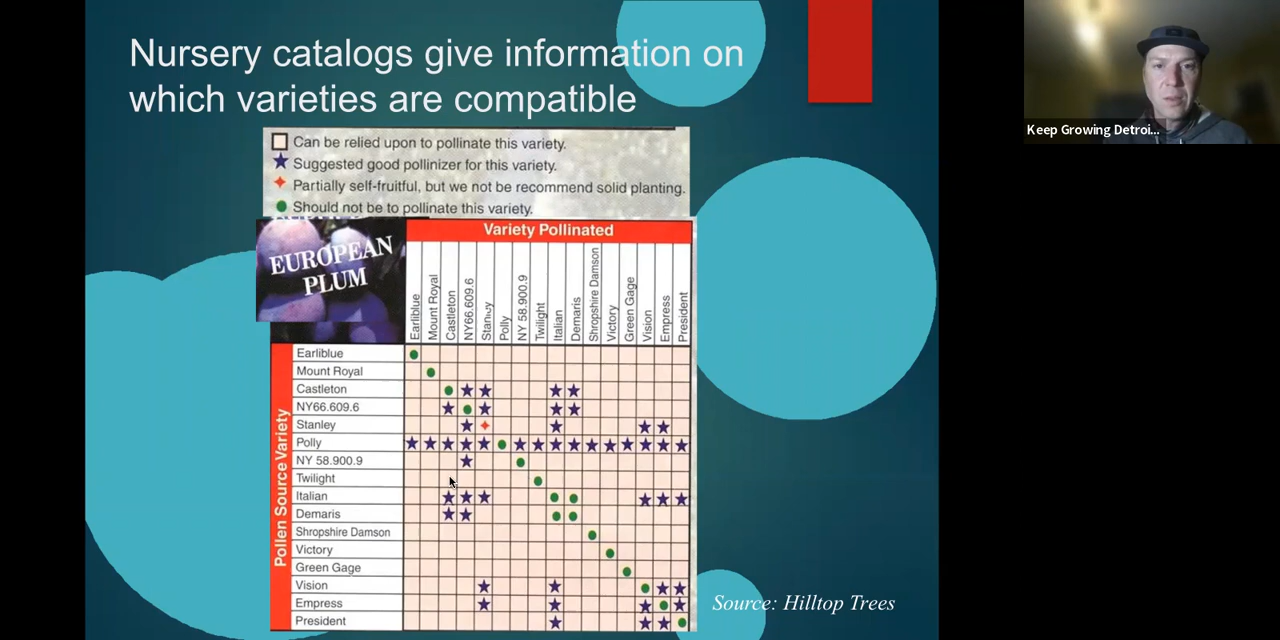 Nursery catalogs give information on
which varieties are compatible
Keep Growing Detroi...
Can be relied upon to pollinate this variety.
Suggested good pollinizer for this variety.
Partially self-fruitful, but we not be recommend solid planting.
Should not be to pollinate this variety.
EUROPEAN
PLUM
Variety Pollinated
Earliblue
Mount Royal
Castleton
NY66.609.6
Stanley
Polly
NY 58.900.9
Twilight
Italian
Demaris
Shropshire Damson
Victory
Green Gage
Vision
Empress
President
Pollen Source Variety
Earliblue
Mount Royal
Castleton
NY66.609.6
Stanley
Polly
NY 58.900.9
Twilight
Italian
Demaris
Shropshire Damson
Victory
Green Gage
Vision
Empress
President
Source: Hilltop Trees